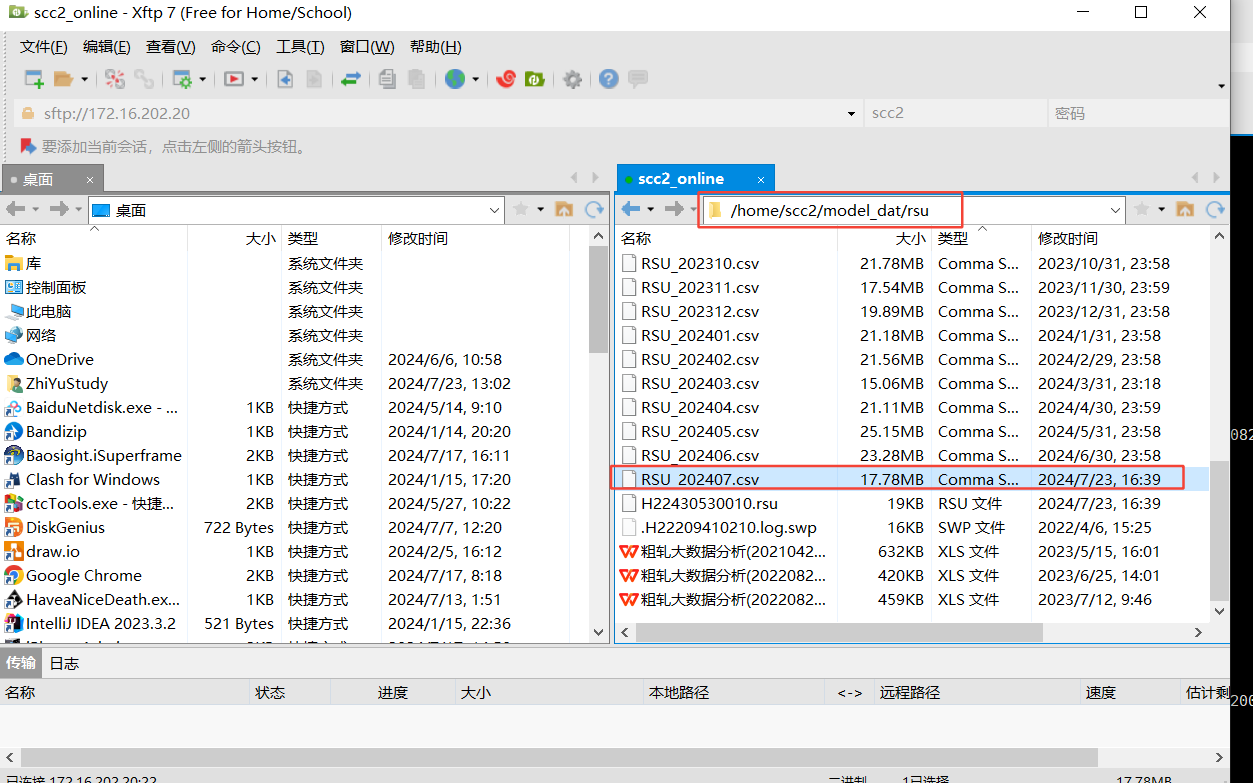 scc2_online - Xftp 7 (Free for Home/School)
文件(F) 编辑(E) 查看(V) 命令(C) 工具(T) 窗口(W) 帮助(H)
sftp://172.16.202.20 scc2 密码
要添加当前会话，点击左侧的箭头按钮。
桌面 ×
桌面
名称 大小 类型 修改时间
库 系统文件夹
控制面板 系统文件夹
此电脑 系统文件夹
网络 系统文件夹
OneDrive 系统文件夹 2024/6/6, 10:58
ZhiYuStudy 系统文件夹 2024/7/23, 13:02
BaiduNetdisk.exe - ... 1KB 快捷方式 2024/5/14, 9:10
Bandizip 1KB 快捷方式 2024/1/14, 20:20
Baosight.iSuperframe 2KB 快捷方式 2024/7/17, 16:11
Clash for Windows 1KB 快捷方式 2024/1/15, 17:20
ctcTools.exe - 快捷... 2KB 快捷方式 2024/5/27, 10:22
DiskGenius 722 Bytes 快捷方式 2024/7/7, 12:20
draw.io 1KB 快捷方式 2024/2/5, 16:12
Google Chrome 2KB 快捷方式 2024/7/17, 8:18
HaveaNiceDeath.ex... 1KB 快捷方式 2024/7/13, 1:51
IntelliJ IDEA 2023.3.2 521 Bytes 快捷方式 2024/1/15, 22:36
scc2_online ×
/home/scc2/model_dat/rsu
名称 大小 类型 修改时间
RSU_202310.csv 21.78MB Comma S... 2023/10/31, 23:58
RSU_202311.csv 17.54MB Comma S... 2023/11/30, 23:59
RSU_202312.csv 19.89MB Comma S... 2023/12/31, 23:58
RSU_202401.csv 21.18MB Comma S... 2024/1/31, 23:58
RSU_202402.csv 21.56MB Comma S... 2024/2/29, 23:58
RSU_202403.csv 15.06MB Comma S... 2024/3/31, 23:18
RSU_202404.csv 21.11MB Comma S... 2024/4/30, 23:59
RSU_202405.csv 25.15MB Comma S... 2024/5/31, 23:58
RSU_202406.csv 23.28MB Comma S... 2024/6/30, 23:58
RSU_202407.csv 17.78MB Comma S... 2024/7/23, 16:39
H22430530010.rsu 19KB RSU 文件 2024/7/23, 16:39
.H22209410210.log.swp 16KB SWP 文件 2022/4/6, 15:25
粗轧大数据分析(2021042... 632KB XLS 文件 2023/5/15, 16:01
粗轧大数据分析(2022082... 420KB XLS 文件 2023/6/25, 14:01
粗轧大数据分析(2022082... 459KB XLS 文件 2023/7/12, 9:46
传输 日志
名称 状态 进度 大小 本地路径 <-> 远程路径 速度 估计剩
已连接 172.16.202.20:22 二进制 1已选择 17.78MB
082
200